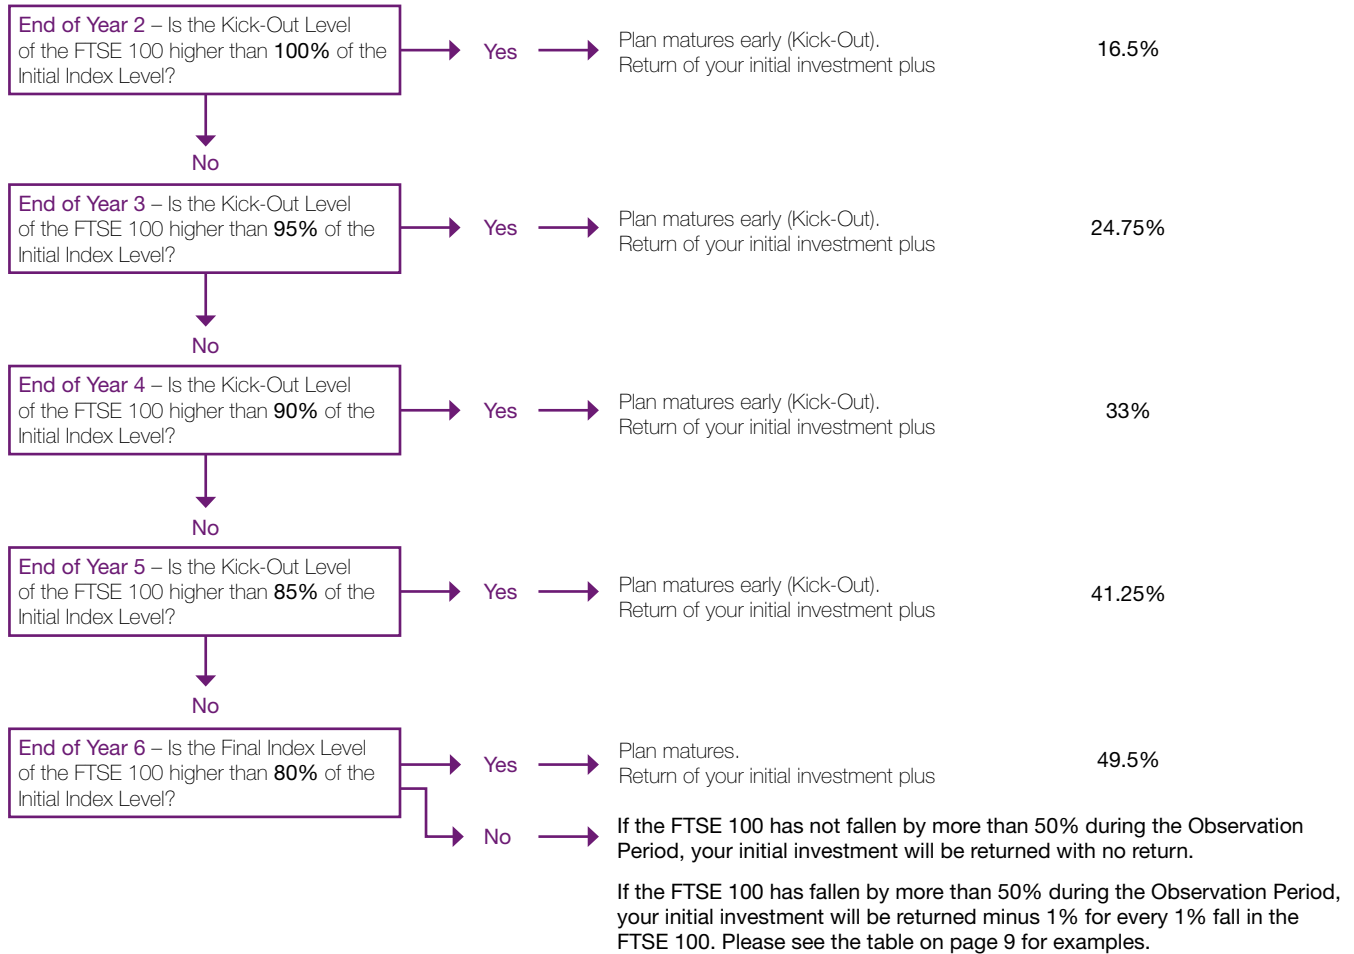 End of Year 2 – Is the Kick-Out Level
of the FTSE 100 higher than 100% of the
Initial Index Level?
Yes
Plan matures early (Kick-Out).
Return of your initial investment plus
16.5%
No
End of Year 3 – Is the Kick-Out Level
of the FTSE 100 higher than 95% of the
Initial Index Level?
Yes
Plan matures early (Kick-Out).
Return of your initial investment plus
24.75%
No
End of Year 4 – Is the Kick-Out Level
of the FTSE 100 higher than 90% of the
Initial Index Level?
Yes
Plan matures early (Kick-Out).
Return of your initial investment plus
33%
No
End of Year 5 – Is the Kick-Out Level
of the FTSE 100 higher than 85% of the
Initial Index Level?
Yes
Plan matures early (Kick-Out).
Return of your initial investment plus
41.25%
No
End of Year 6 – Is the Final Index Level
of the FTSE 100 higher than 80% of the
Initial Index Level?
Yes
Plan matures.
Return of your initial investment plus
49.5%
No
If the FTSE 100 has not fallen by more than 50% during the Observation
Period, your initial investment will be returned with no return.
If the FTSE 100 has fallen by more than 50% during the Observation Period,
your initial investment will be returned minus 1% for every 1% fall in the
FTSE 100. Please see the table on page 9 for examples.